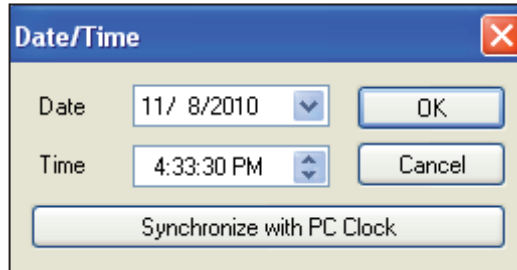 Date/Time
Date 11/ 8/2010 OK
Time 4:33:30 PM Cancel
Synchronize with PC Clock